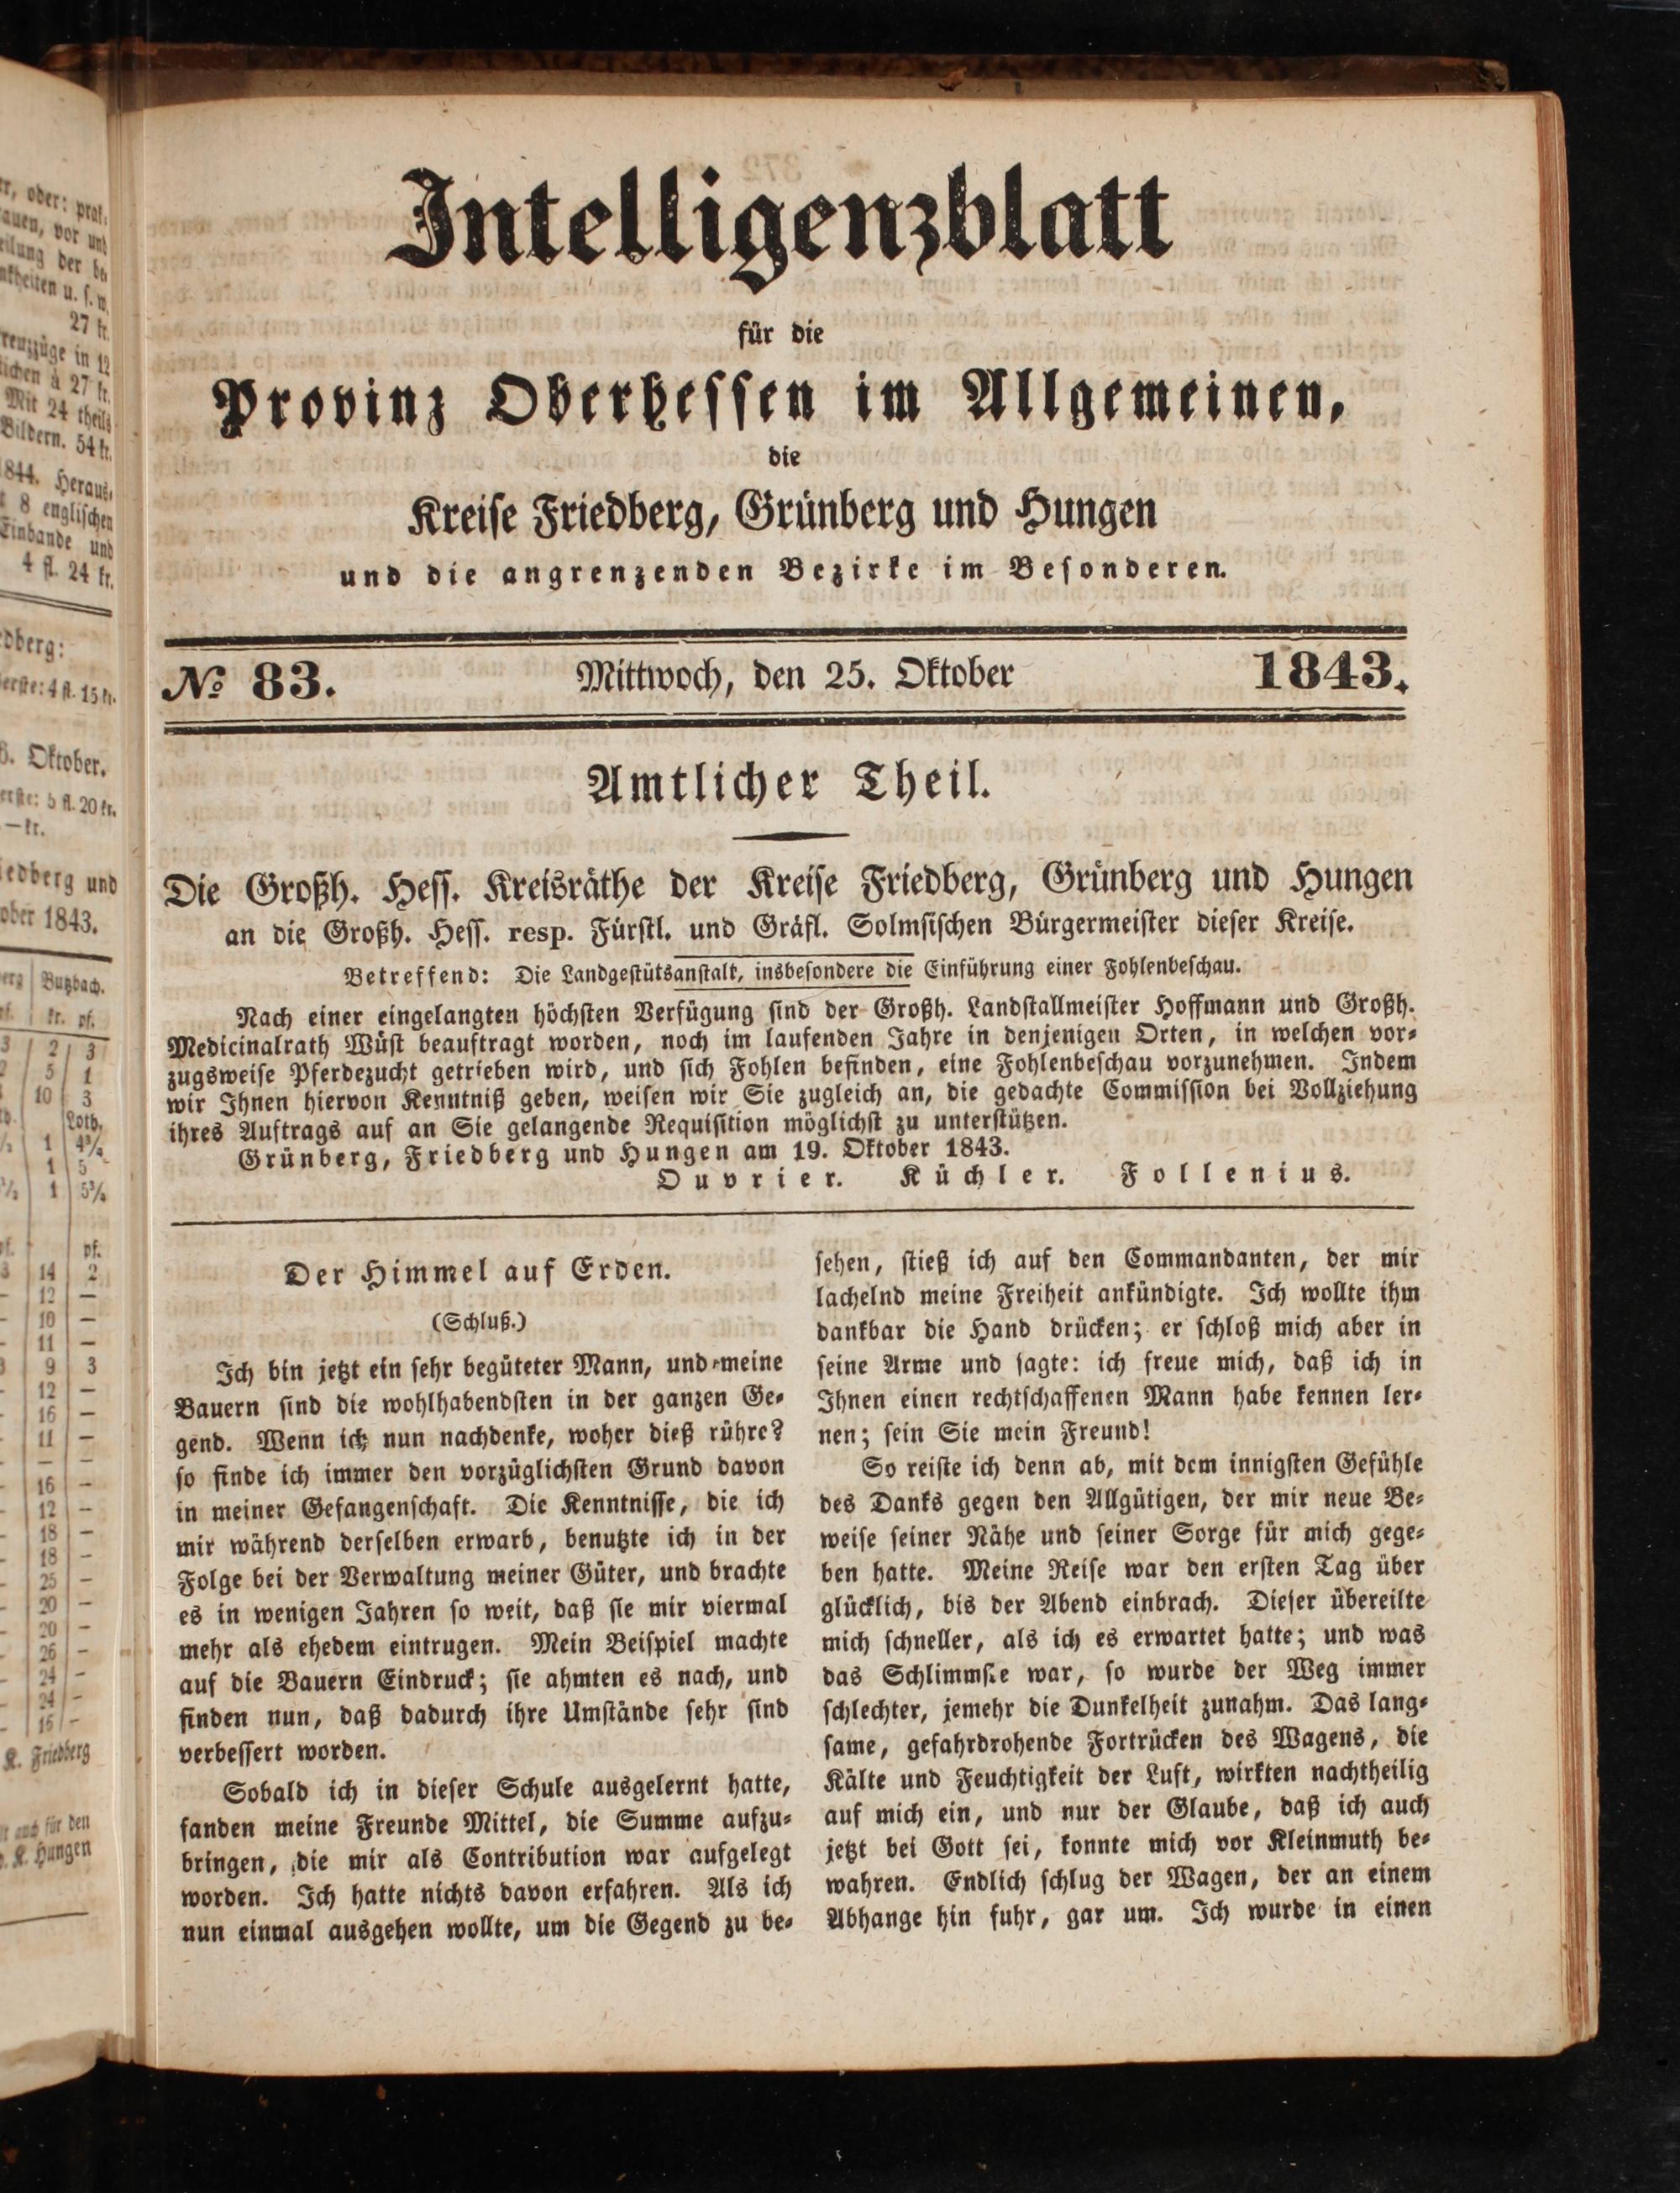 Intelligenzblatt
für die
Provinz Oberhessen im Allgemeinen,
die
Kreise Friedberg, Grünberg und Hungen
und die angrenzenden Bezirke im Besonderen.
№ 83. Mittwoch, den 25. Oktober 1843.
Amtlicher Theil.
Die Großh. Hess. Kreisräthe der Kreise Friedberg, Grünberg und Hungen
an die Großh. Hess. resp. Fürstl. und Gräfl. Solmsischen Bürgermeister dieser Kreise.
Betreffend: Die Landgestütsanstalt, insbesondere die Einführung einer Fohlenbeschau.
Nach einer eingelangten höchsten Verfügung sind der Großh. Landstallmeister Hoffmann und Großh.
Medicinalrath Wüst beauftragt worden, noch im laufenden Jahre in denjenigen Orten, in welchen vor-
zugsweise Pferdezucht getrieben wird, und sich Fohlen befinden, eine Fohlenbeschau vorzunehmen. Indem
wir Ihnen hiervon Kenntniß geben, weisen wir Sie zugleich an, die gedachte Commission bei Vollziehung
ihres Auftrags auf an Sie gelangende Requisition möglichst zu unterstützen.
Grünberg, Friedberg und Hungen am 19. Oktober 1843.
Ouvrier. Küchler. Follenius.
Der Himmel auf Erden.
(Schluß.)
Ich bin jetzt ein sehr begüteter Mann, und meine
Bauern sind die wohlhabendsten in der ganzen Ge-
gend. Wenn ich nun nachdenke, woher dieß rühre?
so finde ich immer den vorzüglichsten Grund davon
in meiner Gefangenschaft. Die Kenntnisse, die ich
mir während derselben erwarb, benutzte ich in der
Folge bei der Verwaltung meiner Güter, und brachte
es in wenigen Jahren so weit, daß sie mir viermal
mehr als ehedem eintrugen. Mein Beispiel machte
auf die Bauern Eindruck; sie ahmten es nach, und
finden nun, daß dadurch ihre Umstände sehr sind
verbessert worden.
Sobald ich in dieser Schule ausgelernt hatte,
fanden meine Freunde Mittel, die Summe aufzu-
bringen, die mir als Contribution war aufgelegt
worden. Ich hatte nichts davon erfahren. Als ich
nun einmal ausgehen wollte, um die Gegend zu be-
sehen, stieß ich auf den Commandanten, der mir
lachelnd meine Freiheit ankündigte. Ich wollte ihm
dankbar die Hand drücken; er schloß mich aber in
seine Arme und sagte: ich freue mich, daß ich in
Ihnen einen rechtschaffenen Mann habe kennen ler-
nen; sein Sie mein Freund!
So reiste ich denn ab, mit dem innigsten Gefühle
des Danks gegen den Allgütigen, der mir neue Be-
weise seiner Nähe und seiner Sorge für mich gege-
ben hatte. Meine Reise war den ersten Tag über
glücklich, bis der Abend einbrach. Dieser übereilte
mich schneller, als ich es erwartet hatte; und was
das Schlimmste war, so wurde der Weg immer
schlechter, jemehr die Dunkelheit zunahm. Das lang-
same, gefahrdrohende Fortrücken des Wagens, die
Kälte und Feuchtigkeit der Luft, wirkten nachtheilig
auf mich ein, und nur der Glaube, daß ich auch
jetzt bei Gott sei, konnte mich vor Kleinmuth be-
wahren. Endlich schlug der Wagen, der an einem
Abhange hin fuhr, gar um. Ich wurde in einen